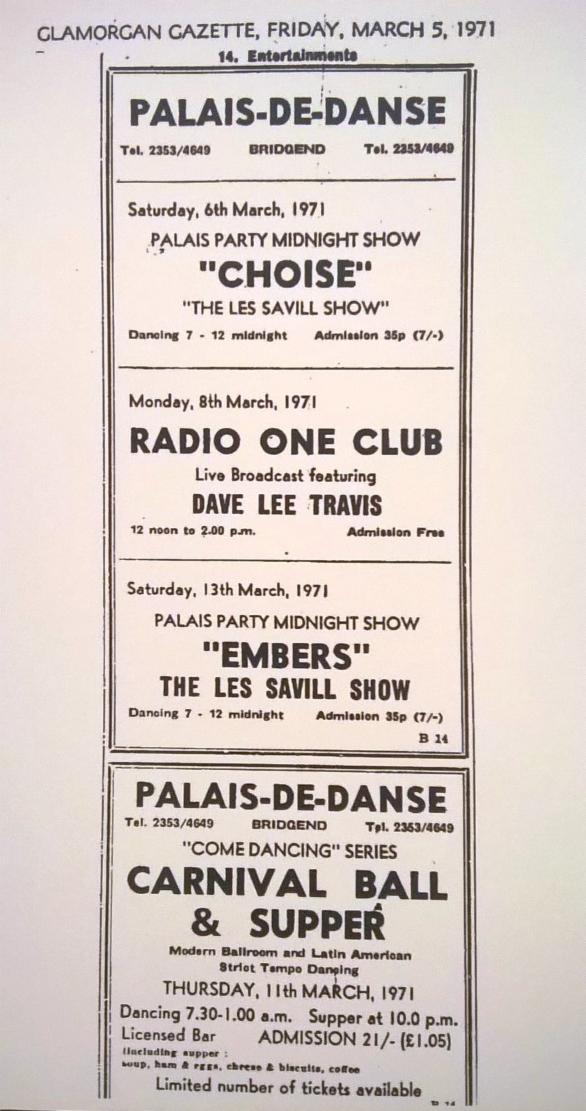 GLAMORGAN GAZETTE, FRIDAY, MARCH 5, 1971
14. Entertainments
PALAIS-DE-DANSE
Tel. 2353/4649 BRIDGEND Tel. 2353/4649
Saturday, 6th March, 1971
PALAIS PARTY MIDNIGHT SHOW
"CHOISE"
"THE LES SAVILL SHOW"
Dancing 7 - 12 midnight Admission 35p (7/-)
Monday, 8th March, 1971
RADIO ONE CLUB
Live Broadcast featuring
DAVE LEE TRAVIS
12 noon to 2.00 p.m. Admission Free
Saturday, 13th March, 1971
PALAIS PARTY MIDNIGHT SHOW
"EMBERS"
THE LES SAVILL SHOW
Dancing 7 - 12 midnight Admission 35p (7/-)
B 14
PALAIS-DE-DANSE
Tel. 2353/4649 BRIDGEND Tel. 2353/4649
"COME DANCING" SERIES
CARNIVAL BALL
& SUPPER
Modern Ballroom and Latin American
Strict Tempo Dancing
THURSDAY, 11th MARCH, 1971
Dancing 7.30-1.00 a.m. Supper at 10.0 p.m.
Licensed Bar ADMISSION 21/- (£1.05)
(including supper :
soup, ham & eggs, cheese & biscuits, coffee
Limited number of tickets available
B 14